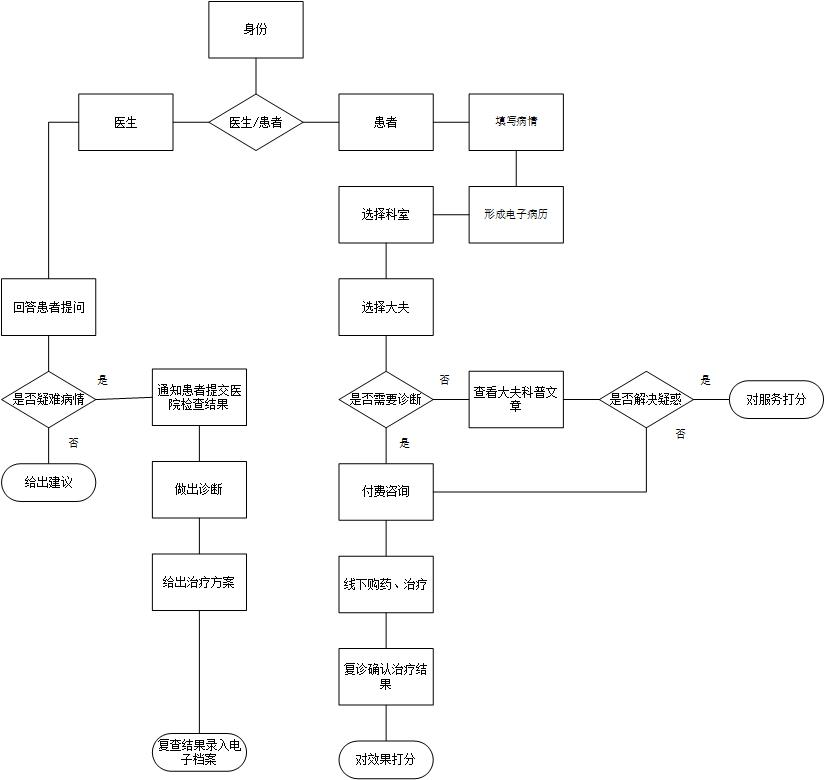 身份
医生
医生/患者
患者
填写病情
选择科室
形成电子病历
回答患者提问
选择大夫
是否疑难病情
是
通知患者提交医
院检查结果
是否需要诊断
否
查看大夫科普文
章
是否解决疑惑
是
对服务打分
否
是
否
给出建议
做出诊断
付费咨询
给出治疗方案
线下购药、治疗
复诊确认治疗结
果
复查结果录入电
子档案
对效果打分